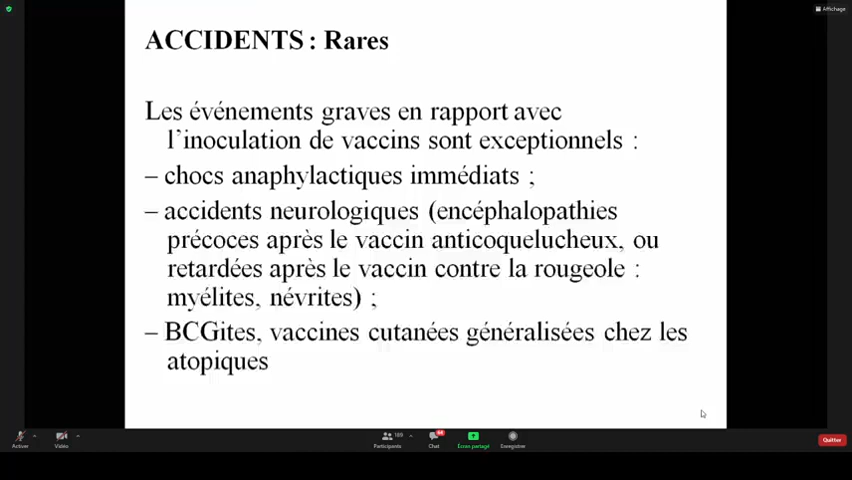 Affichage
ACCIDENTS : Rares
Les événements graves en rapport avec
l'inoculation de vaccins sont exceptionnels :
– chocs anaphylactiques immédiats ;
– accidents neurologiques (encéphalopathies
précoces après le vaccin anticoquelucheux, ou
retardées après le vaccin contre la rougeole :
myélites, névrites) ;
– BCGites, vaccines cutanées généralisées chez les
atopiques
189
Activer
Vidéo
Participants
Chat
Écran partagé
Enregistrer
Quitter